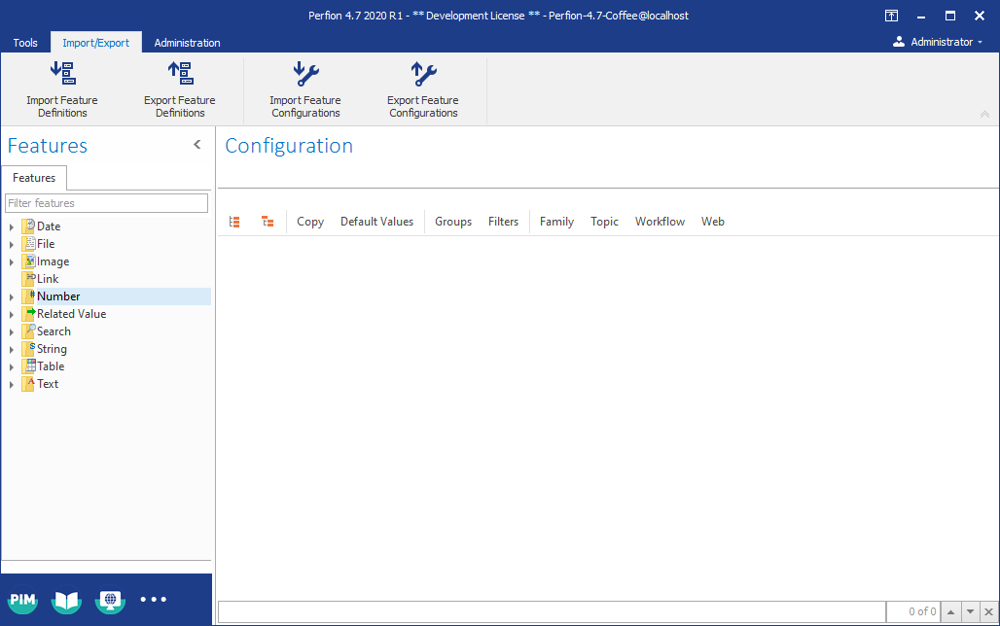 Perfion 4.7 2020 R1 - ** Development License ** - Perfion-4.7-Coffee@localhost
Tools Import/Export Administration Administrator
Import Feature Definitions
Export Feature Definitions
Import Feature Configurations
Export Feature Configurations
Features
Configuration
Features
Filter features
Copy Default Values Groups Filters Family Topic Workflow Web
Date
File
Image
Link
Number
Related Value
Search
String
Table
Text
PIM
0 of 0